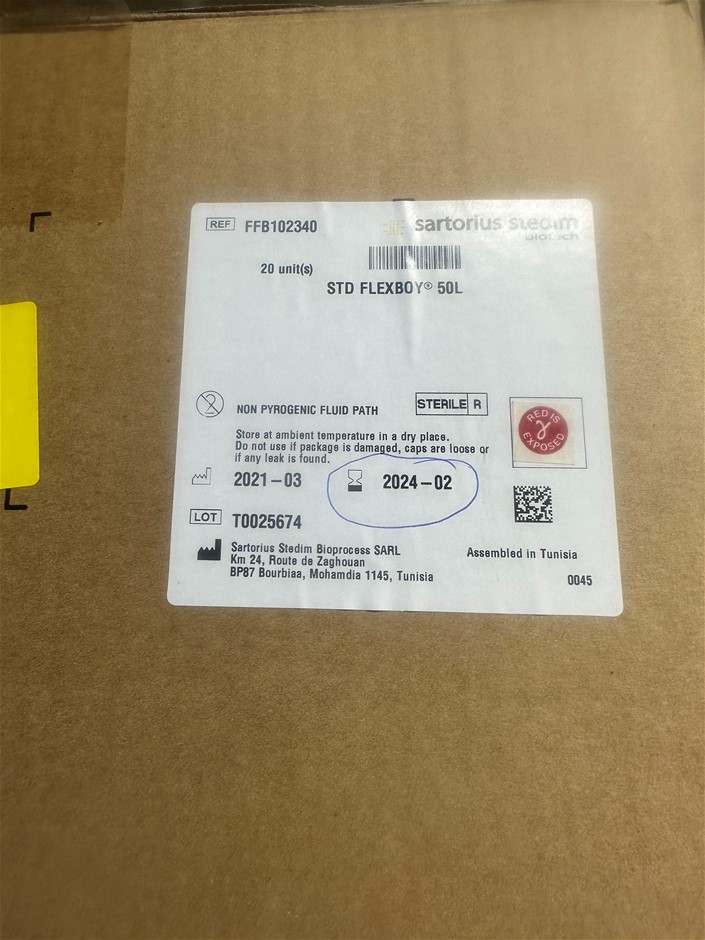 REF FFB102340
sartorius stedim
biotech
20 unit(s)
STD FLEXBOY® 50L
NON PYROGENIC FLUID PATH
STERILE R
RED IS
γ
EXPOSED
Store at ambient temperature in a dry place.
Do not use if package is damaged, caps are loose or
if any leak is found.
2021-03
2024-02
LOT T0025674
Sartorius Stedim Bioprocess SARL
Km 24, Route de Zaghouan
BP87 Bourbiaa, Mohamdia 1145, Tunisia
Assembled in Tunisia
0045